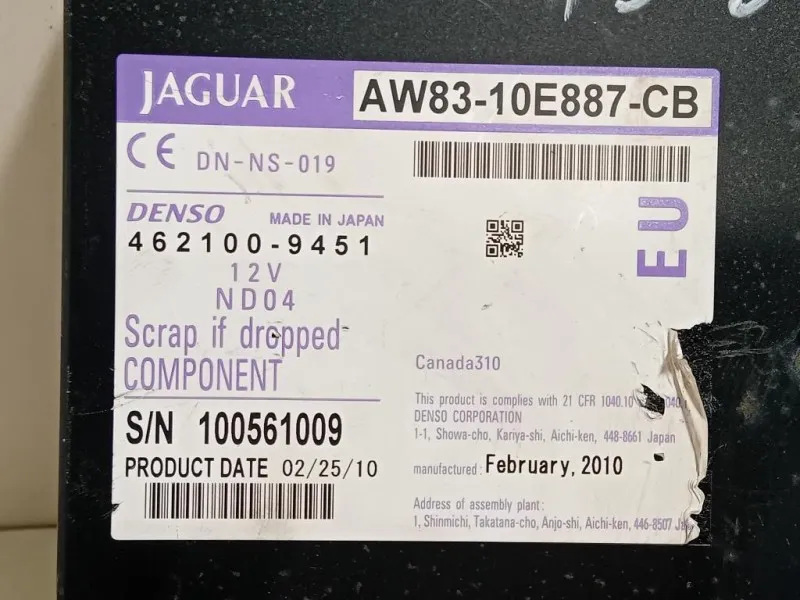 JAGUAR AW83-10E887-CB
CE DN-NS-019
DENSO MADE IN JAPAN
462100-9451
12V
ND04
Scrap if dropped
COMPONENT
S/N 100561009
PRODUCT DATE 02/25/10
EU
Canada310
This product is complies with 21 CFR 1040.10
DENSO CORPORATION
1-1, Showa-cho, Kariya-shi, Aichi-ken, 448-8661 Japan
manufactured: February, 2010
Address of assembly plant:
1, Shinmichi, Takatana-cho, Anjo-shi, Aichi-ken, 446-8507